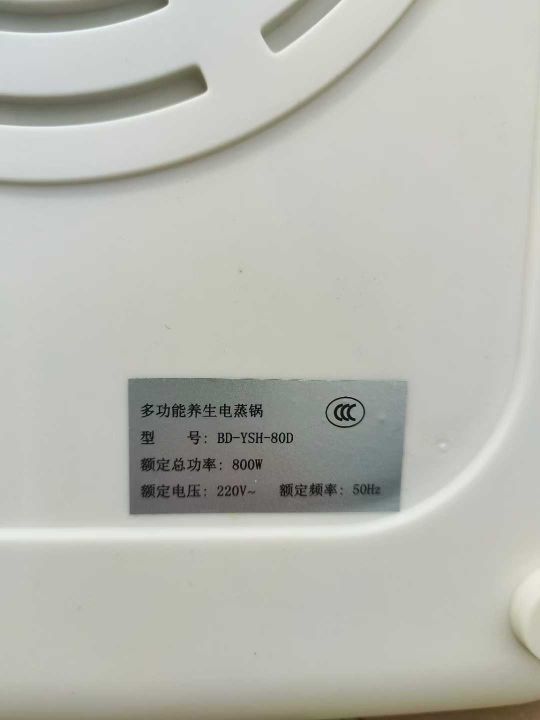 多功能养生电蒸锅 CCC
型 号: BD-YSH-80D
额定总功率: 800W
额定电压: 220V~ 额定频率: 50Hz